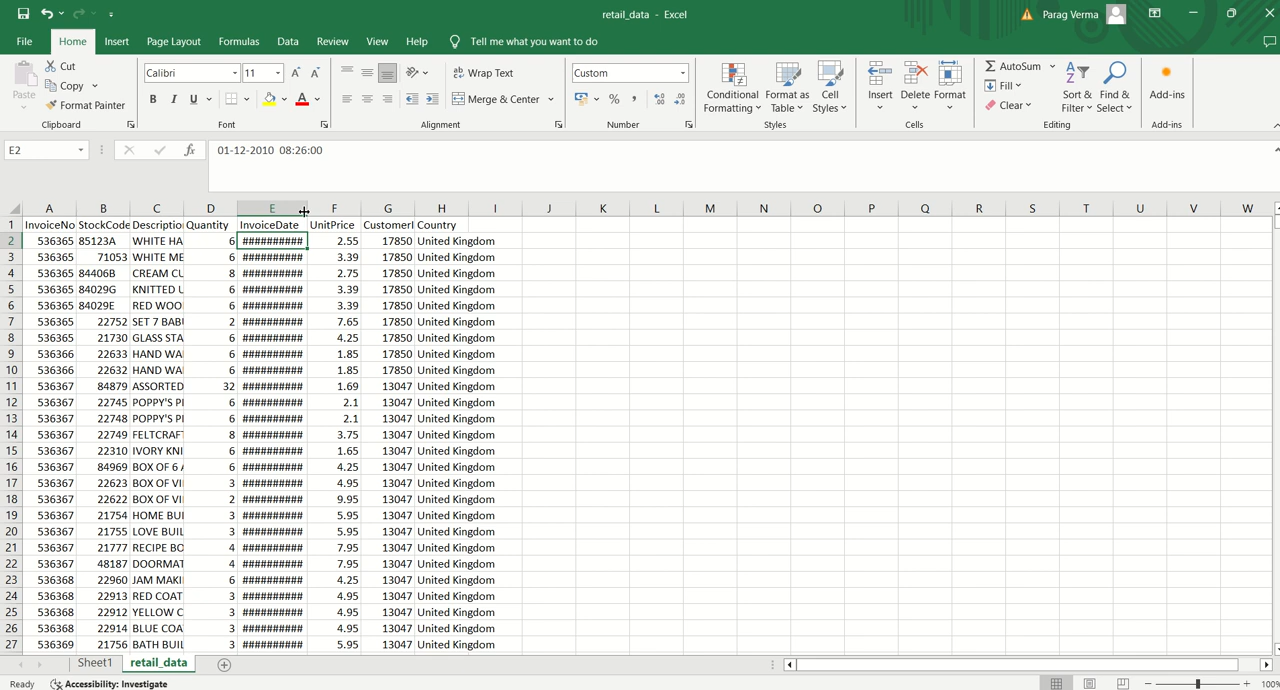 retail_data - Excel
Parag Verma
File Home Insert Page Layout Formulas Data Review View Help Tell me what you want to do
Paste
Cut
Copy
Format Painter
Clipboard
Calibri 11
B I U
Font
Wrap Text
Merge & Center
Alignment
Custom
%
Number
Conditional Formatting
Format as Table
Cell Styles
Styles
Insert Delete Format
Cells
AutoSum
Fill
Clear
Sort & Filter
Find & Select
Editing
Add-ins
Add-ins
E2 fx 01-12-2010 08:26:00
A B C D E F G H I J K L M N O P Q R S T U V W
1 InvoiceNo StockCode Description Quantity InvoiceDate UnitPrice CustomerI Country
2 536365 85123A WHITE HA 6 ########## 2.55 17850 United Kingdom
3 536365 71053 WHITE ME 6 ########## 3.39 17850 United Kingdom
4 536365 84406B CREAM CU 8 ########## 2.75 17850 United Kingdom
5 536365 84029G KNITTED U 6 ########## 3.39 17850 United Kingdom
6 536365 84029E RED WOO 6 ########## 3.39 17850 United Kingdom
7 536365 22752 SET 7 BABU 2 ########## 7.65 17850 United Kingdom
8 536365 21730 GLASS STA 6 ########## 4.25 17850 United Kingdom
9 536366 22633 HAND WA 6 ########## 1.85 17850 United Kingdom
10 536366 22632 HAND WA 6 ########## 1.85 17850 United Kingdom
11 536367 84879 ASSORTED 32 ########## 1.69 13047 United Kingdom
12 536367 22745 POPPY'S PI 6 ########## 2.1 13047 United Kingdom
13 536367 22748 POPPY'S PI 6 ########## 2.1 13047 United Kingdom
14 536367 22749 FELTCRAFT 8 ########## 3.75 13047 United Kingdom
15 536367 22310 IVORY KNI 6 ########## 1.65 13047 United Kingdom
16 536367 84969 BOX OF 6 A 6 ########## 4.25 13047 United Kingdom
17 536367 22623 BOX OF VI 3 ########## 4.95 13047 United Kingdom
18 536367 22622 BOX OF VI 2 ########## 9.95 13047 United Kingdom
19 536367 21754 HOME BUI 3 ########## 5.95 13047 United Kingdom
20 536367 21755 LOVE BUIL 3 ########## 5.95 13047 United Kingdom
21 536367 21777 RECIPE BO 4 ########## 7.95 13047 United Kingdom
22 536367 48187 DOORMAT 4 ########## 7.95 13047 United Kingdom
23 536368 22960 JAM MAKI 6 ########## 4.25 13047 United Kingdom
24 536368 22913 RED COAT 3 ########## 4.95 13047 United Kingdom
25 536368 22912 YELLOW C 3 ########## 4.95 13047 United Kingdom
26 536368 22914 BLUE COA 3 ########## 4.95 13047 United Kingdom
27 536369 21756 BATH BUIL 3 ########## 5.95 13047 United Kingdom
Sheet1 retail_data
Ready Accessibility: Investigate 100%